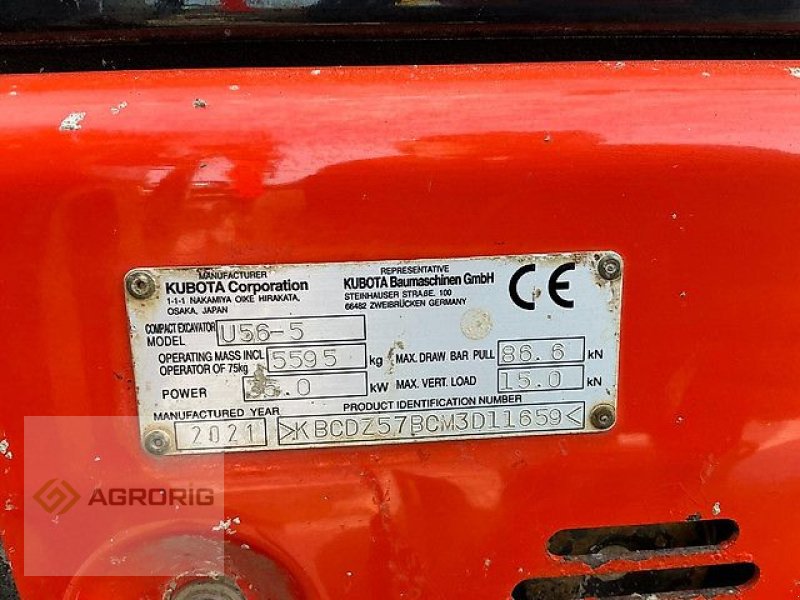 MANUFACTURER
KUBOTA Corporation
1-1-1 NAKAMIYA OIKE HIRAKATA,
OSAKA, JAPAN
REPRESENTATIVE
KUBOTA Baumaschinen GmbH
STEINHAUSER STRAßE. 100
66482 ZWEIBRÜCKEN GERMANY
CE
COMPACT EXCAVATOR
MODEL U56-5
OPERATING MASS INCL
OPERATOR OF 75kg 5595 kg
MAX. DRAW BAR PULL 86.6 kN
POWER .0 kW
MAX. VERT. LOAD 15.0 kN
MANUFACTURED YEAR
2021
PRODUCT IDENTIFICATION NUMBER
>KBCDZ57BCM3D11659<
AGRORIG